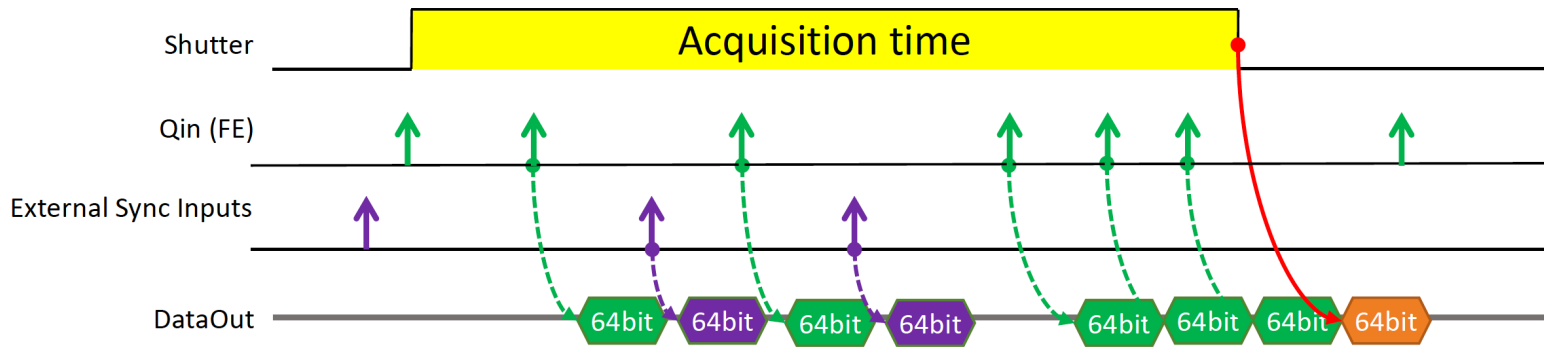 Shutter
Acquisition time
Qin (FE)
External Sync Inputs
DataOut
64bit
64bit
64bit
64bit
64bit
64bit
64bit
64bit